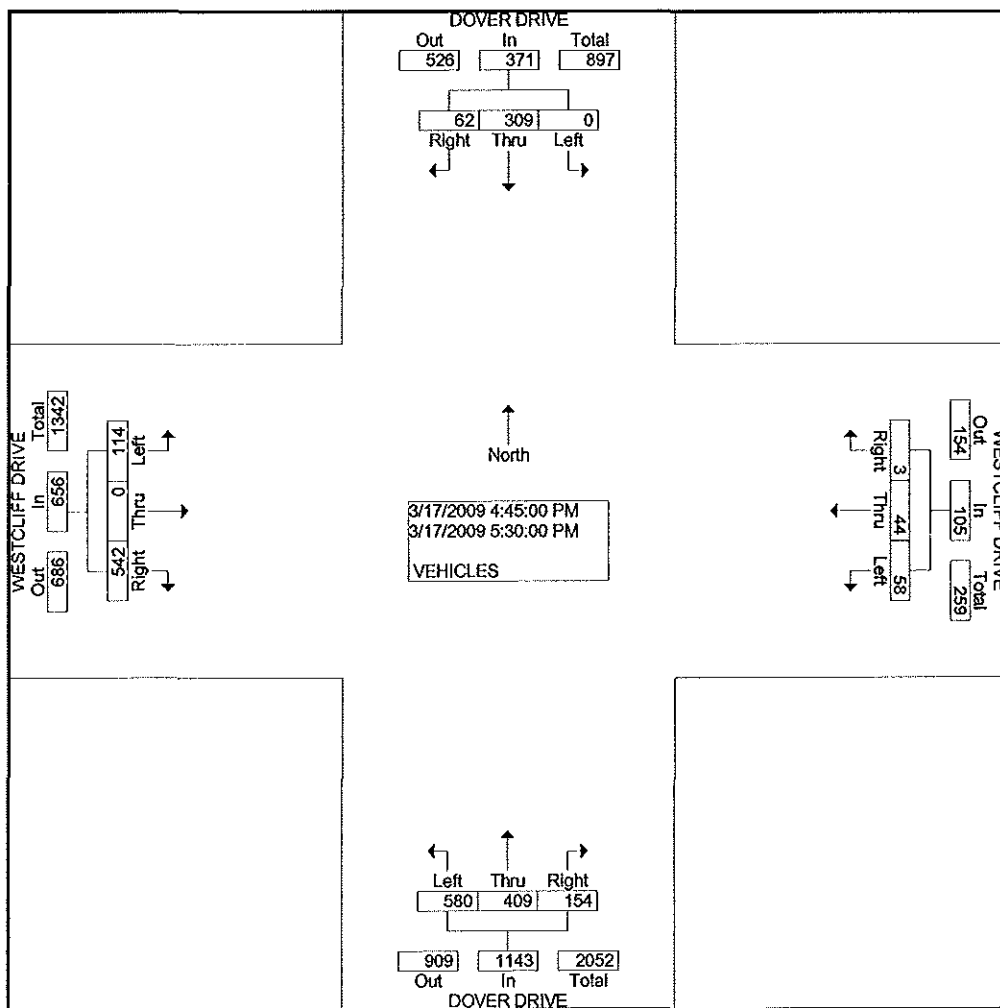 DOVER DRIVE
Out In Total
526 371 897
62 309 0
Right Thru Left
WESTCLIFF DRIVE
Total In Out
1342 656 686
114 0 542
Left Thru Right
North
3/17/2009 4:45:00 PM
3/17/2009 5:30:00 PM
VEHICLES
Right Thru Left
3 44 58
154 105 259
Out In Total
WESTCLIFF DRIVE
Left Thru Right
580 409 154
909 1143 2052
Out In Total
DOVER DRIVE